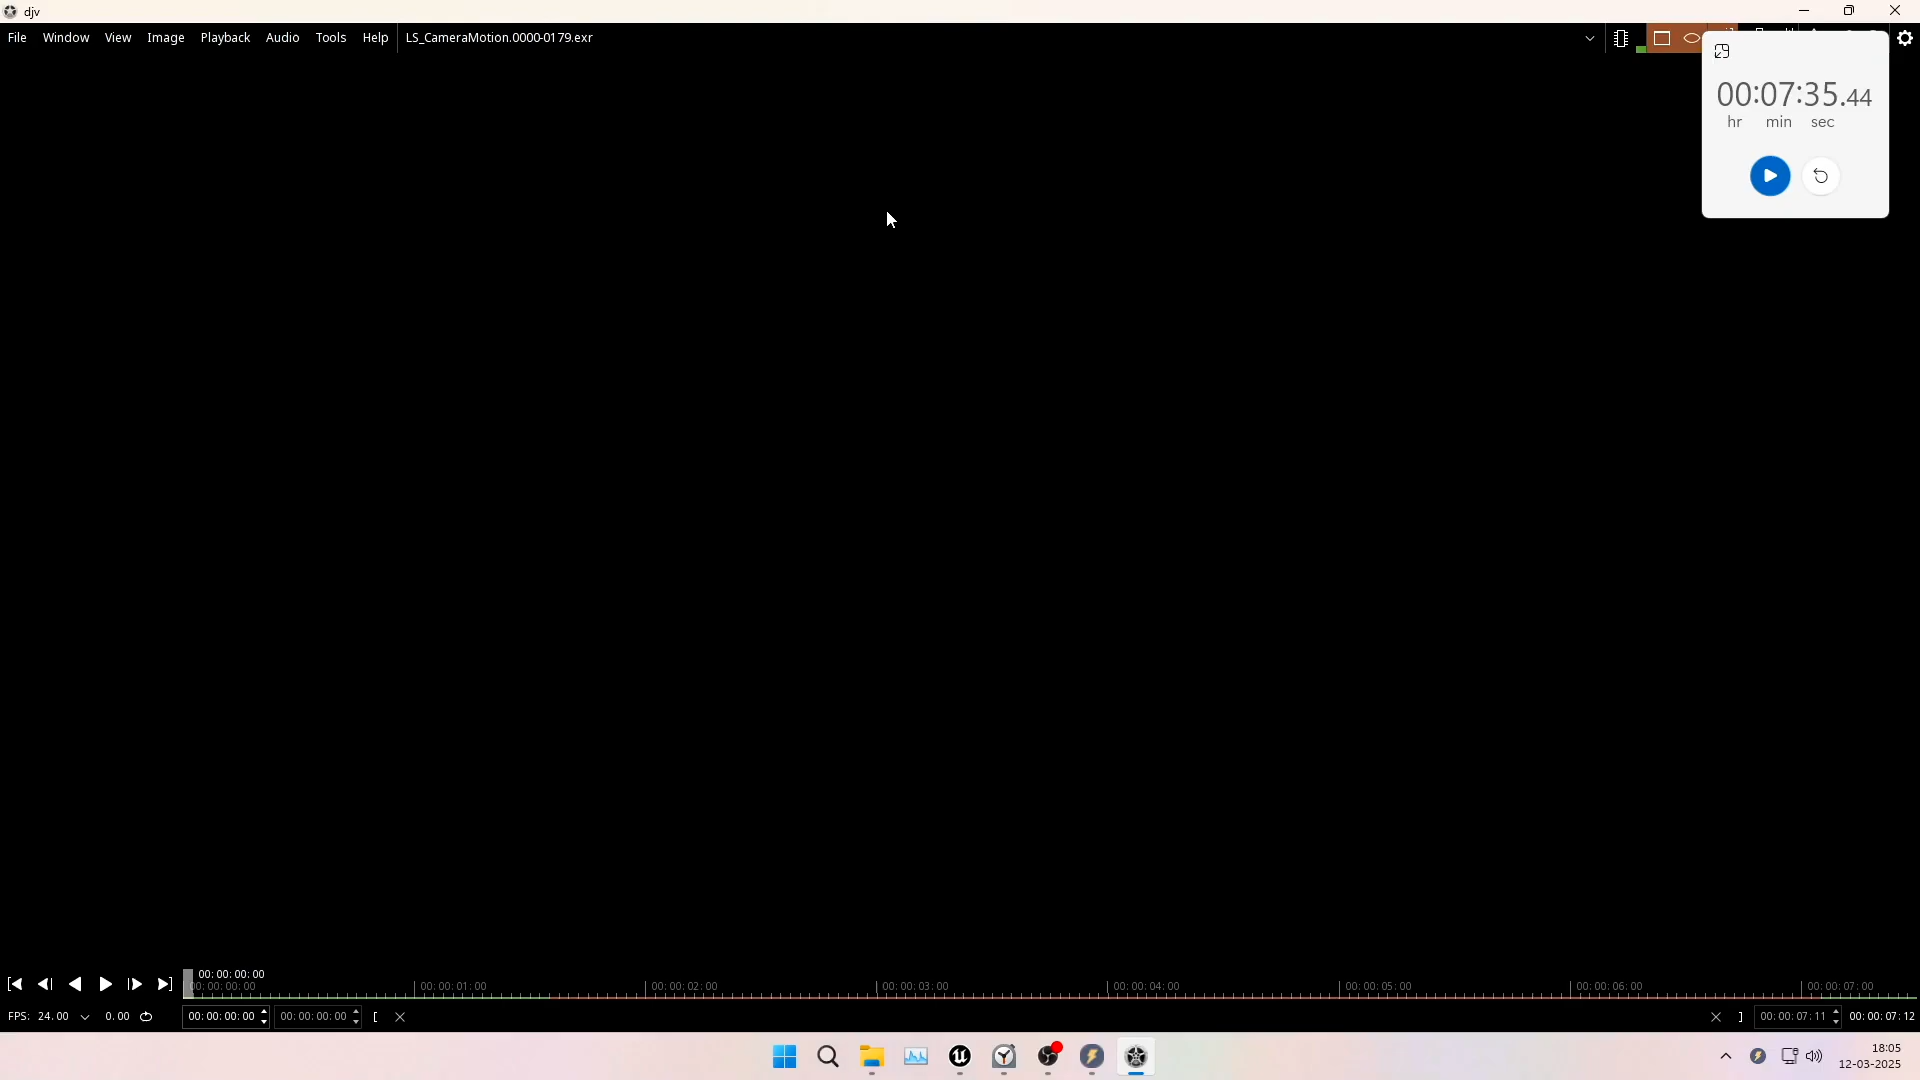 djv
File Window View Image Playback Audio Tools Help LS_CameraMotion.0000-0179.exr
00:07:35.44
hr min sec
00:00:00:00
00:00:00:00 00:00:01:00 00:00:02:00 00:00:03:00 00:00:04:00 00:00:05:00 00:00:06:00 00:00:07:00
FPS: 24.00 0.00 00:00:00:00 00:00:00:00 [ ] 00:00:07:11 00:00:07:12
18:05
12-03-2025